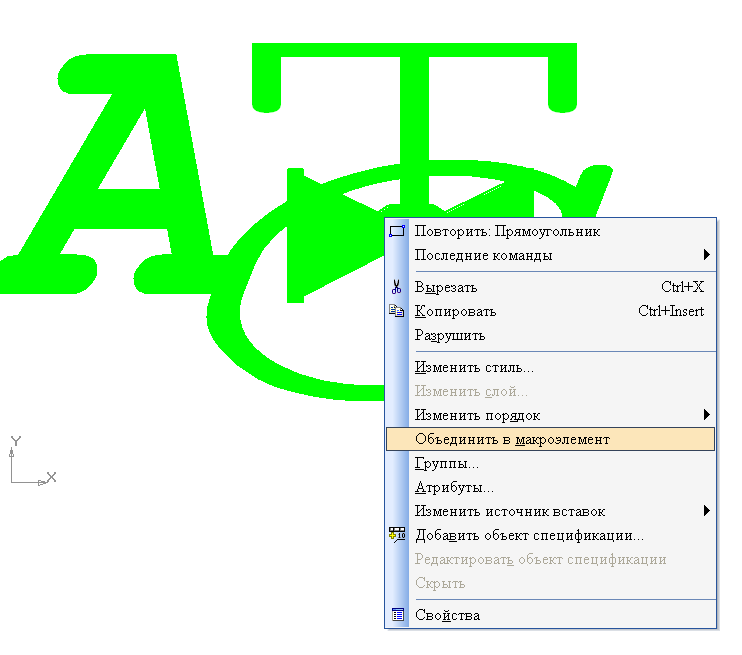 АТС
Повторить: Прямоугольник
Последние команды
Вырезать Ctrl+X
Копировать Ctrl+Insert
Разрушить
Изменить стиль...
Изменить слой...
Изменить порядок
Объединить в макроэлемент
Группы...
Атрибуты...
Изменить источник вставок
Добавить объект спецификации...
Редактировать объект спецификации
Скрыть
Свойства
Y
X